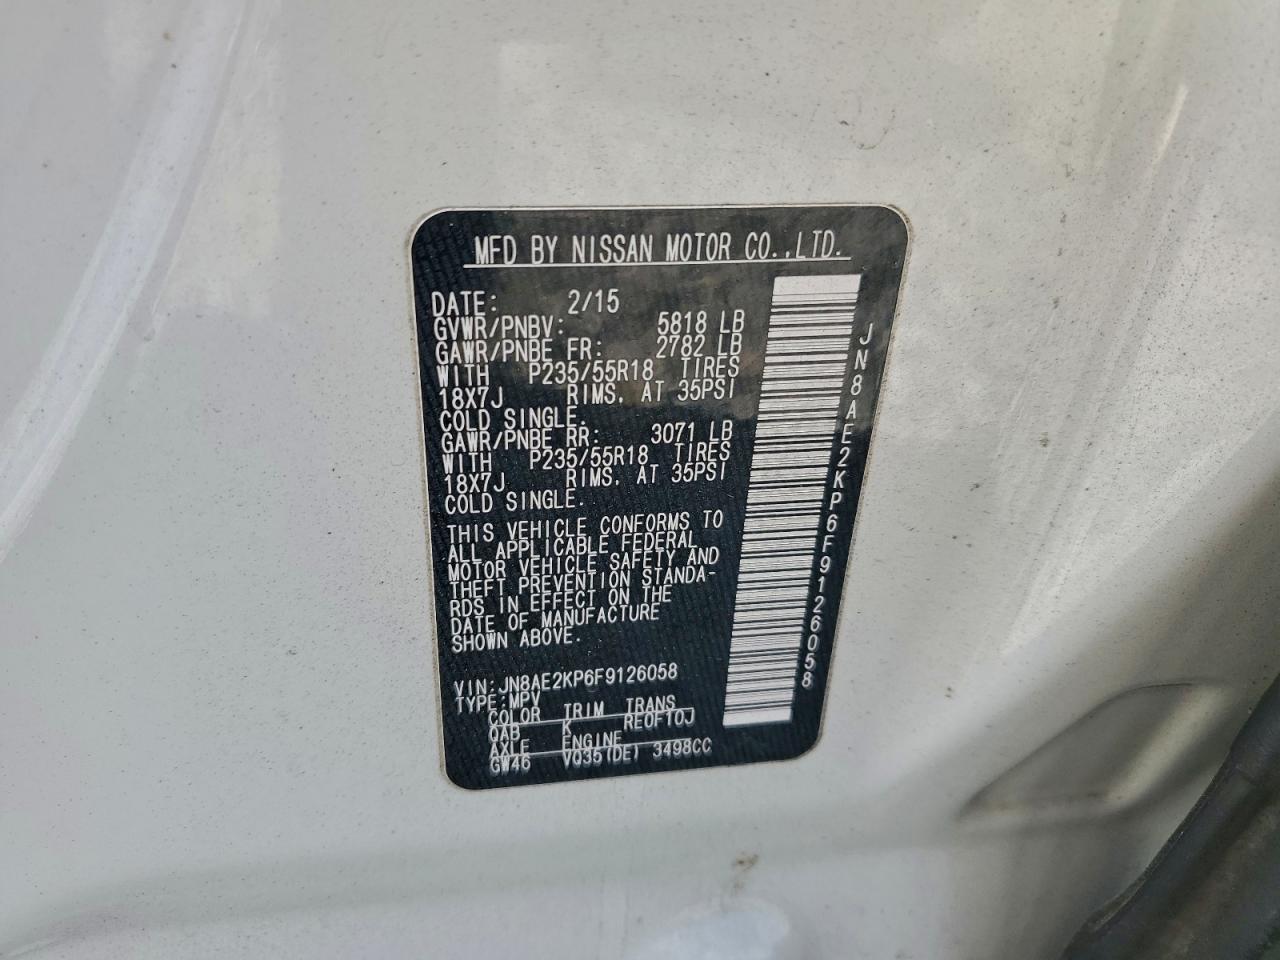 MFD BY NISSAN MOTOR CO.,LTD.
DATE: 2/15
GVWR/PNBV: 5818 LB
GAWR/PNBE FR: 2782 LB
WITH P235/55R18 TIRES
18X7J RIMS. AT 35PSI
COLD SINGLE.
GAWR/PNBE RR: 3071 LB
WITH P235/55R18 TIRES
18X7J RIMS. AT 35PSI
COLD SINGLE.
THIS VEHICLE CONFORMS TO
ALL APPLICABLE FEDERAL
MOTOR VEHICLE SAFETY AND
THEFT PREVENTION STANDA-
RDS IN EFFECT ON THE
DATE OF MANUFACTURE
SHOWN ABOVE.
VIN:JN8AE2KP6F9126058
TYPE:MPV
COLOR TRIM TRANS
QAB K RE0F10J
AXLE ENGINE
GW46 VQ35(DE) 3498CC
JN8AE2KP6F9126058